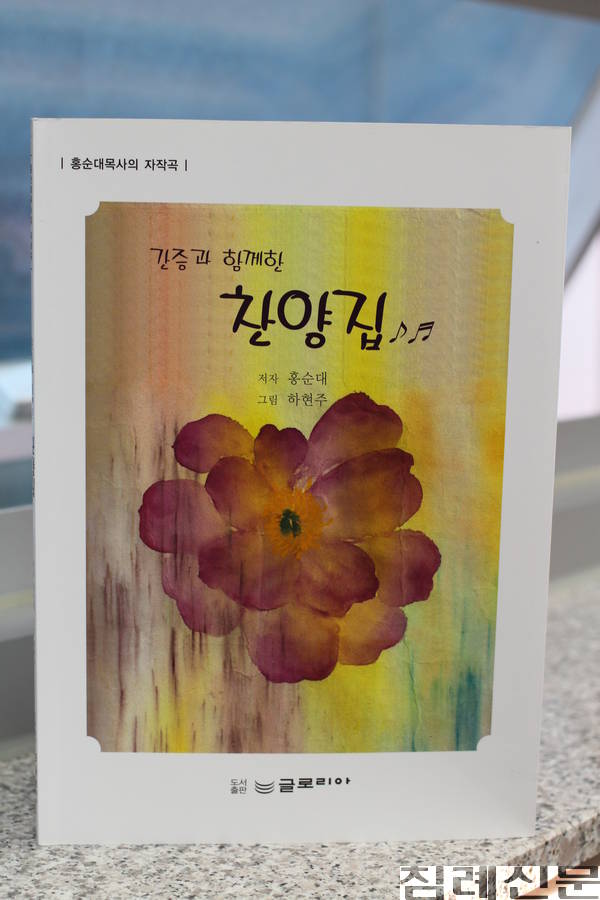 | 홍순대목사의 자작곡 |
간증과 함께한
찬양집
저자 홍순대
그림 하현주
도서
출판
글로리아
침례신문